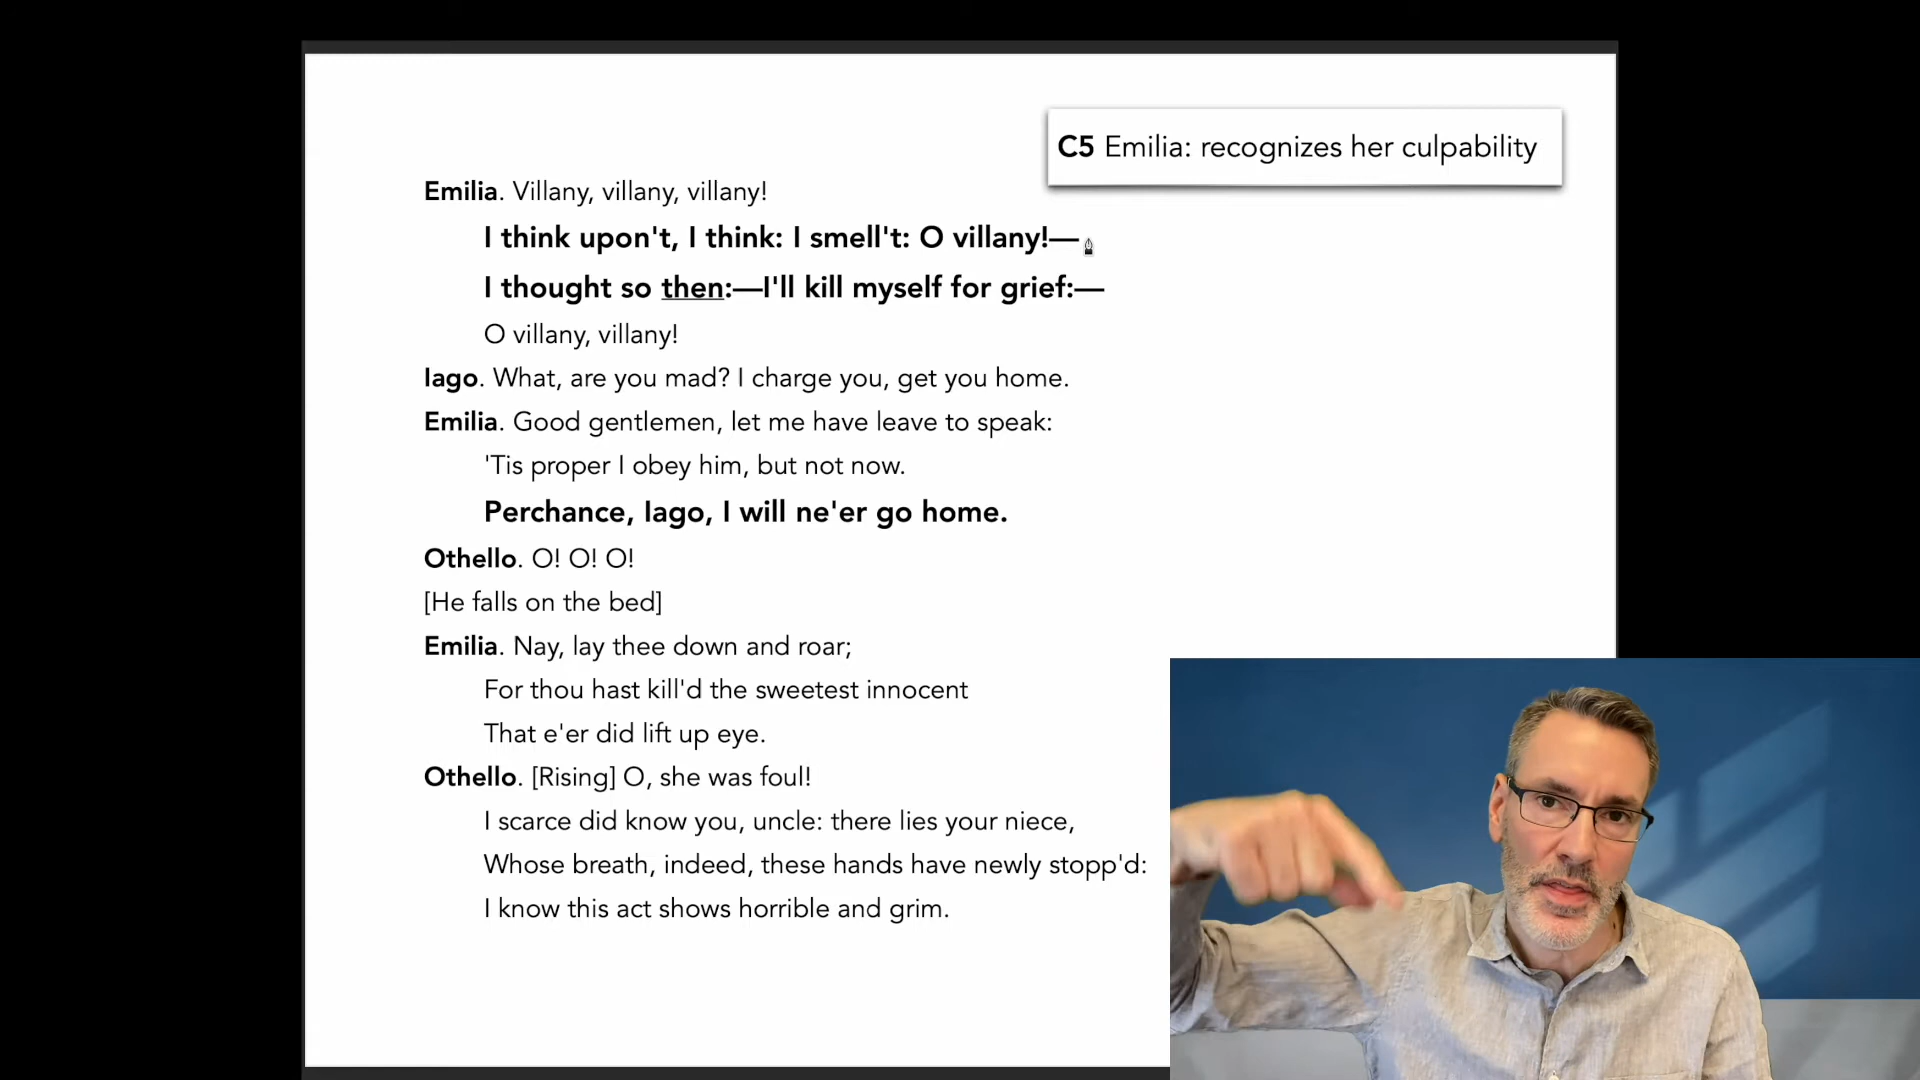 C5 Emilia: recognizes her culpability
Emilia. Villany, villany, villany!
I think upon't, I think: I smell't: O villany!—
I thought so then:—I'll kill myself for grief:—
O villany, villany!
Iago. What, are you mad? I charge you, get you home.
Emilia. Good gentlemen, let me have leave to speak:
'Tis proper I obey him, but not now.
Perchance, Iago, I will ne'er go home.
Othello. O! O! O!
[He falls on the bed]
Emilia. Nay, lay thee down and roar;
For thou hast kill'd the sweetest innocent
That e'er did lift up eye.
Othello. [Rising] O, she was foul!
I scarce did know you, uncle: there lies your niece,
Whose breath, indeed, these hands have newly stopp'd:
I know this act shows horrible and grim.